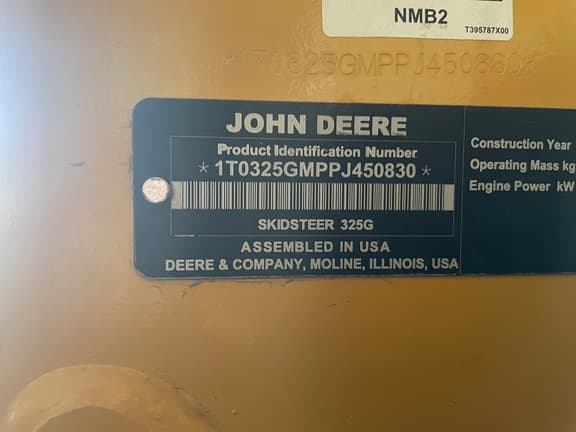 NMB2
T395787X00
*1T0325GMPPJ450830*
JOHN DEERE
Product Identification Number
*1T0325GMPPJ450830*
SKIDSTEER 325G
ASSEMBLED IN USA
DEERE & COMPANY, MOLINE, ILLINOIS, USA
Construction Year
Operating Mass kg
Engine Power kW